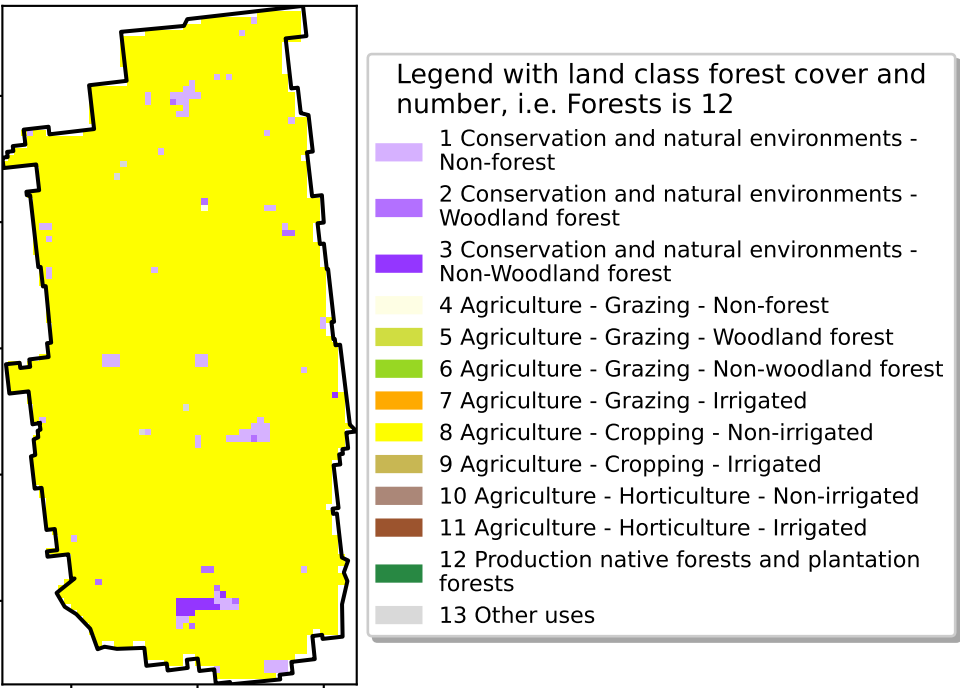 Legend with land class forest cover and
number, i.e. Forests is 12
1 Conservation and natural environments -
Non-forest
2 Conservation and natural environments -
Woodland forest
3 Conservation and natural environments -
Non-Woodland forest
4 Agriculture - Grazing - Non-forest
5 Agriculture - Grazing - Woodland forest
6 Agriculture - Grazing - Non-woodland forest
7 Agriculture - Grazing - Irrigated
8 Agriculture - Cropping - Non-irrigated
9 Agriculture - Cropping - Irrigated
10 Agriculture - Horticulture - Non-irrigated
11 Agriculture - Horticulture - Irrigated
12 Production native forests and plantation
forests
13 Other uses